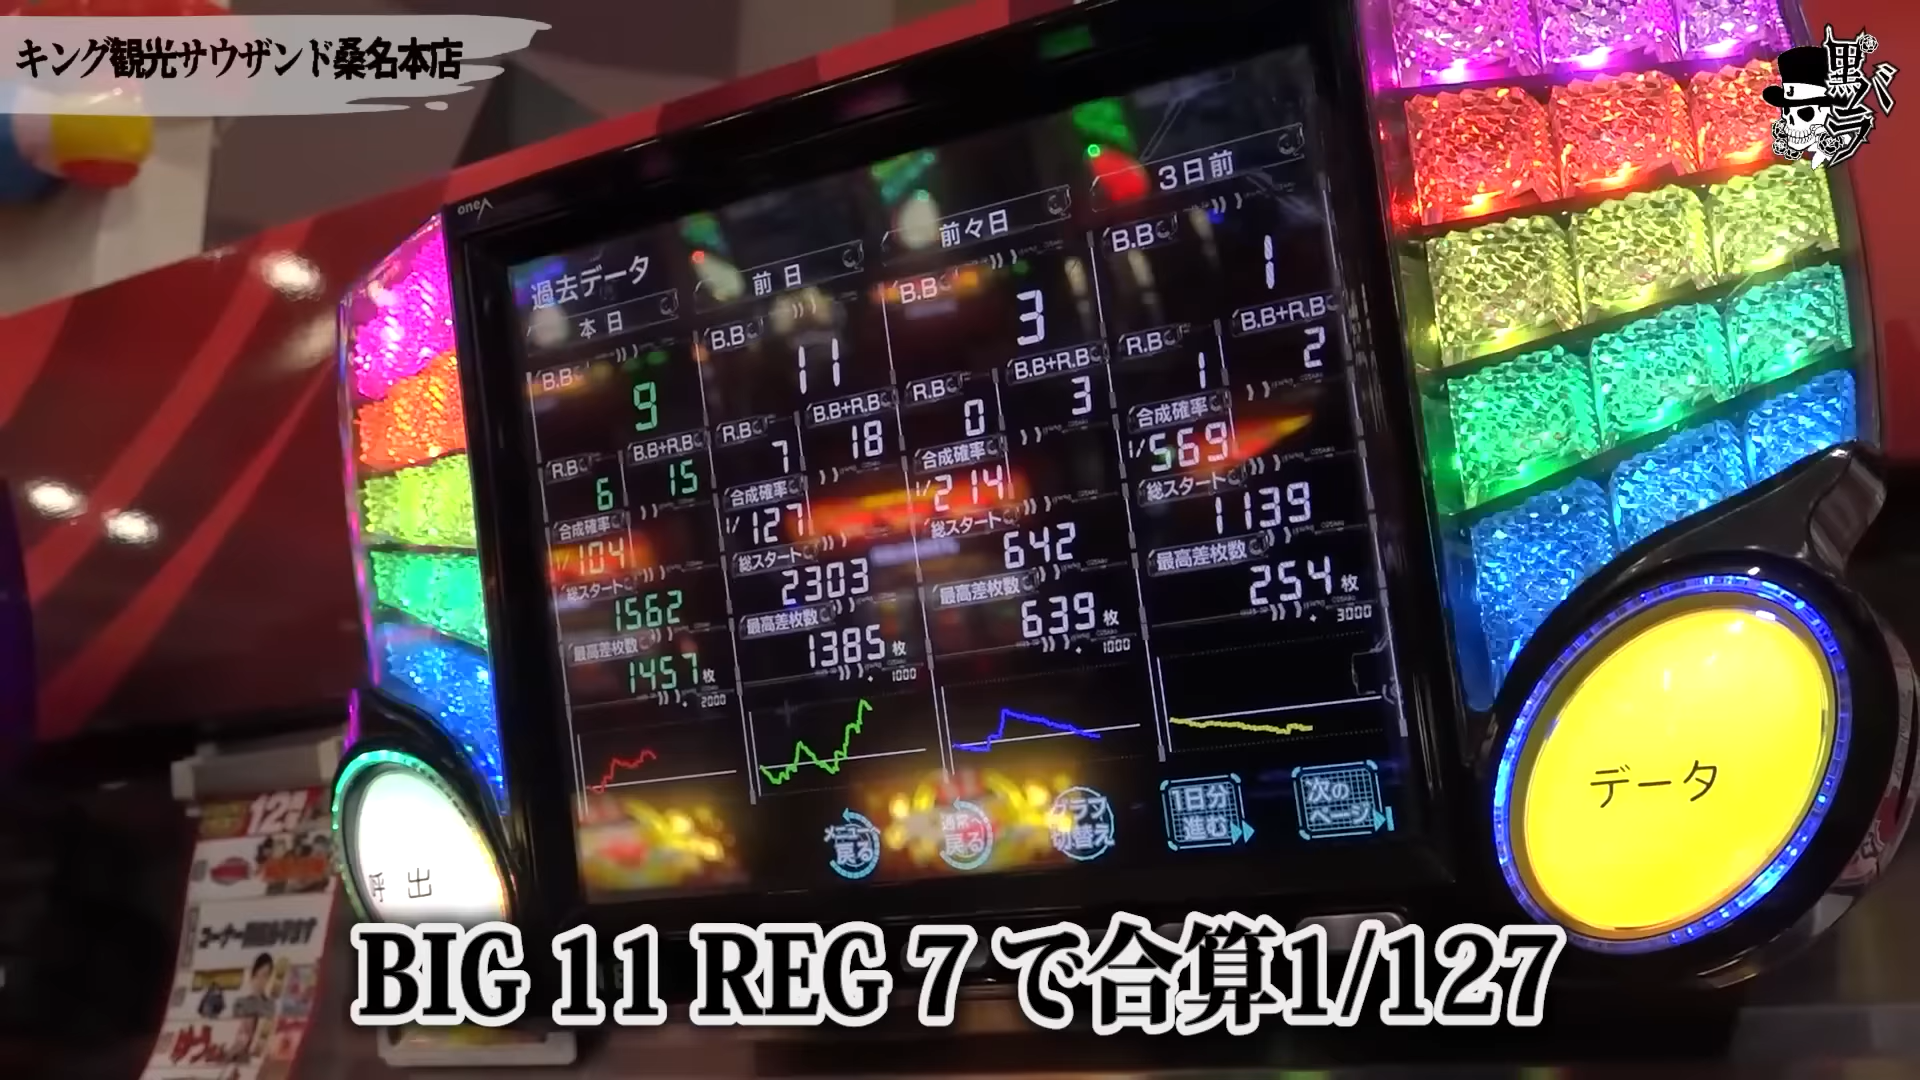 キング観光サウザンド桑名本店
黒バラ
oneA
過去データ
本日
前日
前々日
3日前
B.B
9
R.B
6
B.B+R.B
15
合成確率
1/104
総スタート
1562
最高差枚数
1457枚
2000
B.B
11
R.B
7
B.B+R.B
18
合成確率
1/127
総スタート
2303
最高差枚数
1385枚
1000
B.B
3
R.B
0
B.B+R.B
3
合成確率
1/214
総スタート
642
最高差枚数
639枚
1000
B.B
1
R.B
1
B.B+R.B
2
合成確率
1/569
総スタート
1139
最高差枚数
254枚
3000
メニューへ
戻る
通常へ
戻る
グラフ
切替え
1日分
進む
次の
ページ
呼出
データ
BIG 11 REG 7で合算1/127